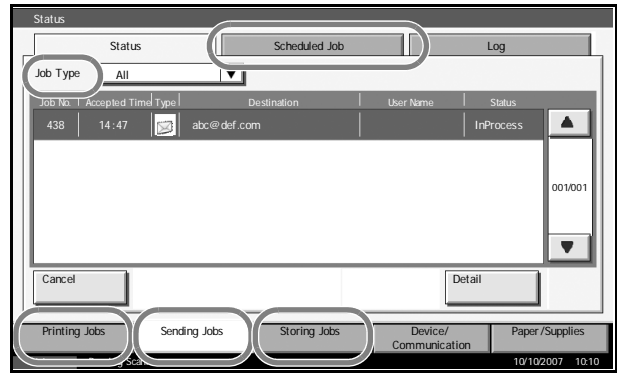 Status
Status Scheduled Job Log
Job Type All
Job No. Accepted Time Type Destination User Name Status
438 14:47 abc@def.com InProcess
001/001
Cancel Detail
Printing Jobs Sending Jobs Storing Jobs Device/ Paper/Supplies
Communication
10/10/2007 10:10